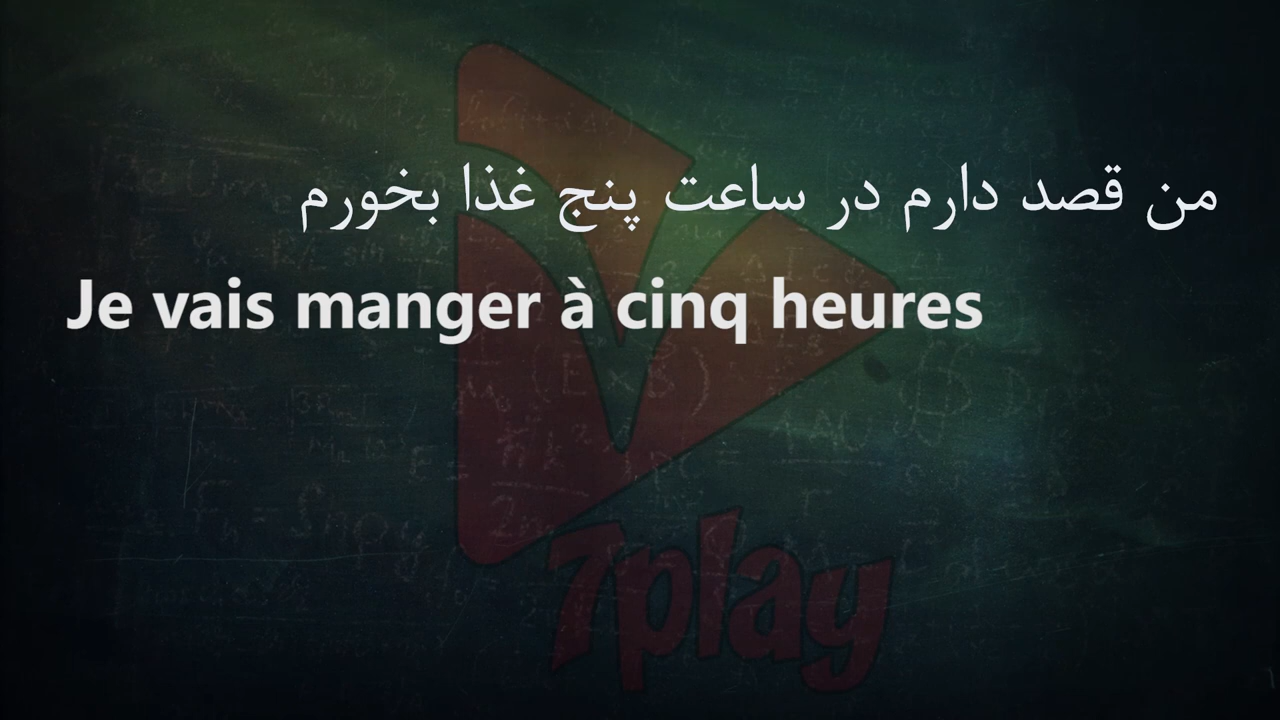 من قصد دارم در ساعت پنج غذا بخورم
Je vais manger à cinq heures
7play